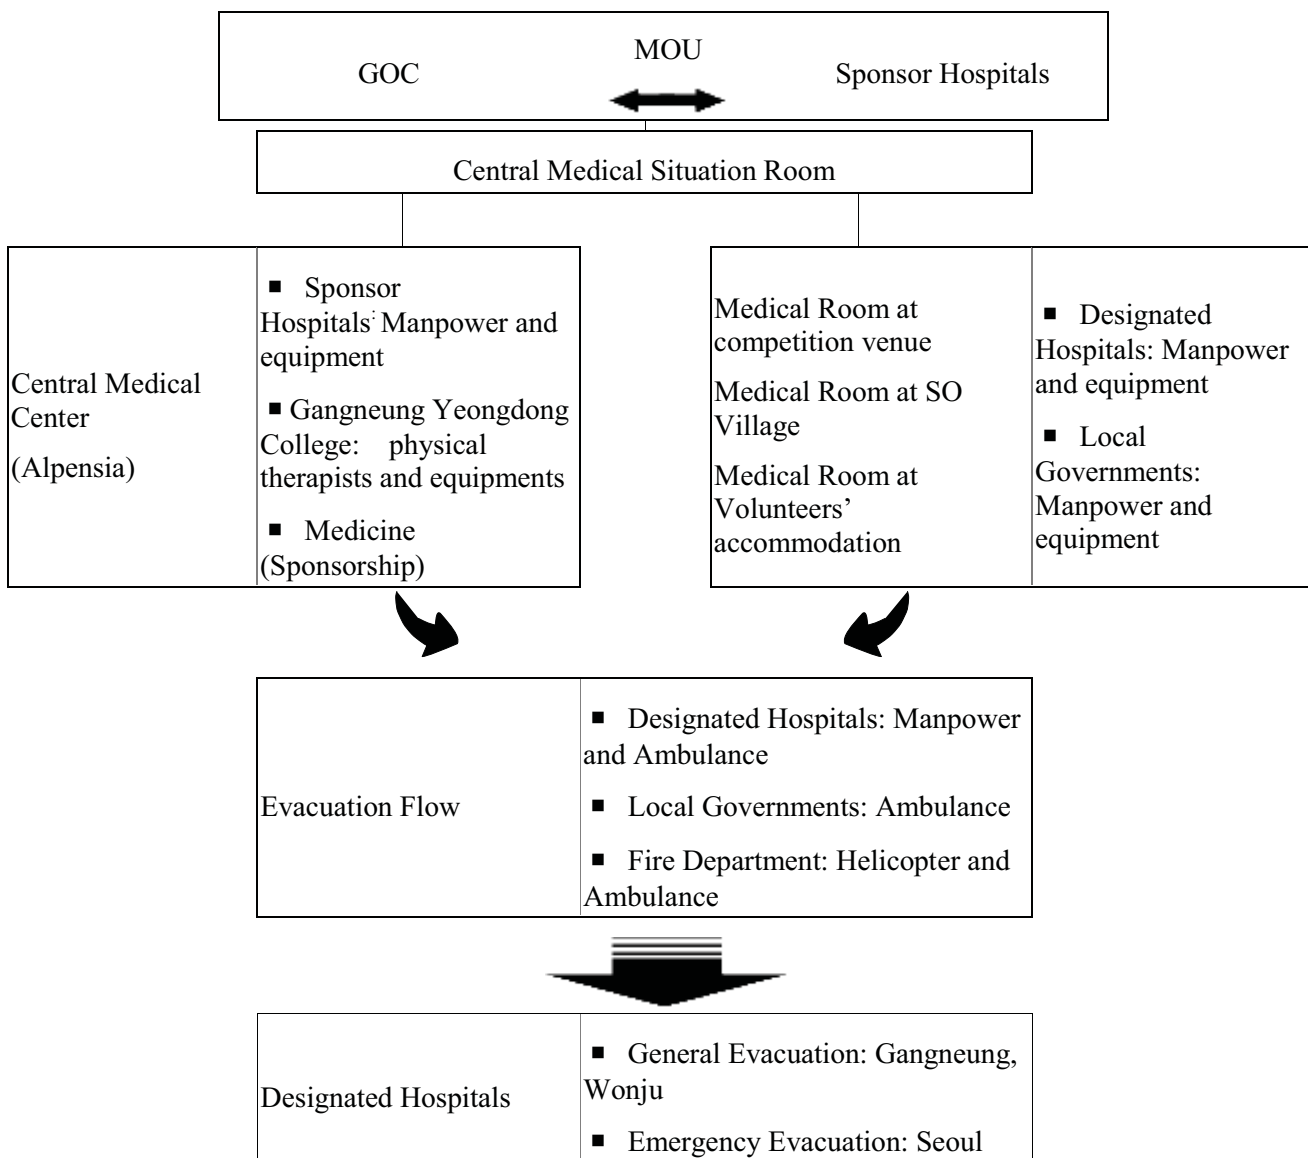 MOU
GOC
Sponsor Hospitals
Central Medical Situation Room
Central Medical
Center
(Alpensia)
■ Sponsor
Hospitals: Manpower and
equipment
■ Gangneung Yeongdong
College: physical
therapists and equipments
■ Medicine
(Sponsorship)
Medical Room at
competition venue
Medical Room at SO
Village
Medical Room at
Volunteers’
accommodation
■ Designated
Hospitals: Manpower
and equipment
■ Local
Governments:
Manpower and
equipment
Evacuation Flow
■ Designated Hospitals: Manpower
and Ambulance
■ Local Governments: Ambulance
■ Fire Department: Helicopter and
Ambulance
Designated Hospitals
■ General Evacuation: Gangneung,
Wonju
■ Emergency Evacuation: Seoul